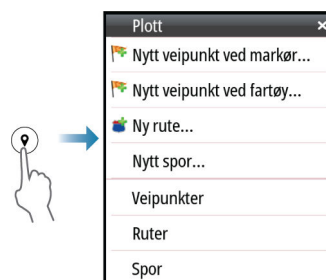 Plott
Nytt veipunkt ved markør...
Nytt veipunkt ved fartøy...
Ny rute...
Nytt spor...
Veipunkter
Ruter
Spor